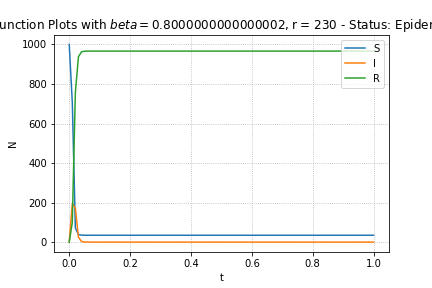 unction Plots with beta = 0.8000000000000002, r = 230 - Status: Epider
1000
800
600
400
200
0
N
0.0 0.2 0.4 0.6 0.8 1.0
t
S
I
R